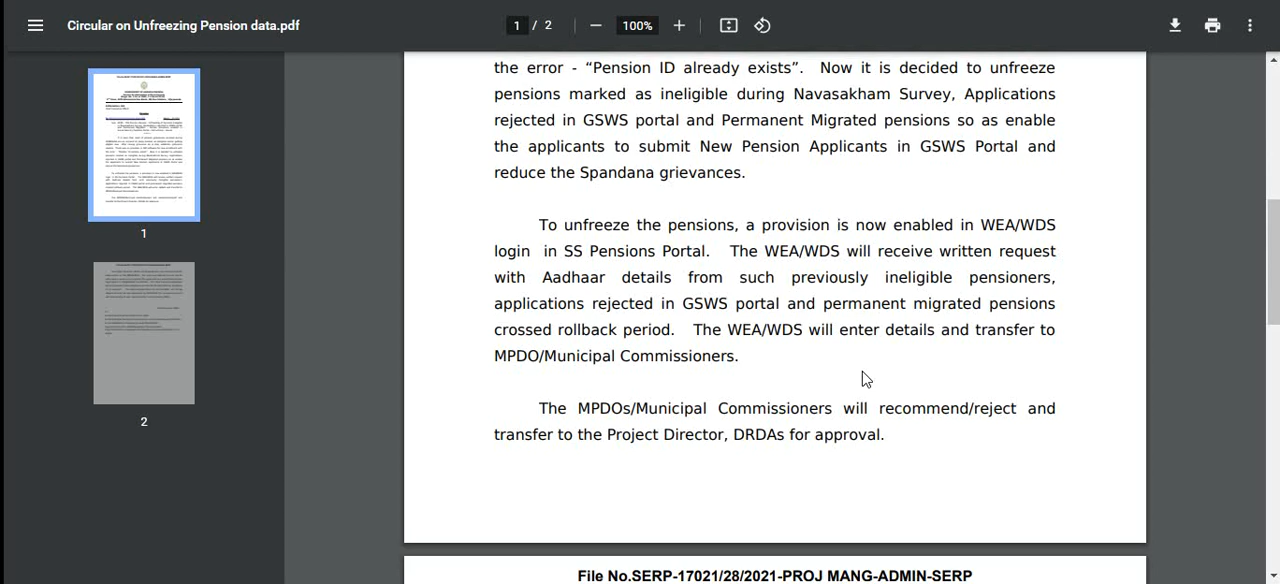 Circular on Unfreezing Pension data.pdf
1 / 2
100%
the error - “Pension ID already exists”. Now it is decided to unfreeze
pensions marked as ineligible during Navasakham Survey, Applications
rejected in GSWS portal and Permanent Migrated pensions so as enable
the applicants to submit New Pension Applicants in GSWS Portal and
reduce the Spandana grievances.
To unfreeze the pensions, a provision is now enabled in WEA/WDS
login in SS Pensions Portal. The WEA/WDS will receive written request
with aadhaar details from such previously ineligible pensioners,
applications rejected in GSWS portal and permanent migrated pensions
crossed rollback period. The WEA/WDS will enter details and transfer to
MPDO/Municipal Commissioners.
The MPDOs/Municipal Commissioners will recommend/reject and
transfer to the Project Director, DRDAs for approval.
File No.SERP-17021/28/2021-PROJ MANG-ADMIN-SERP
1
2